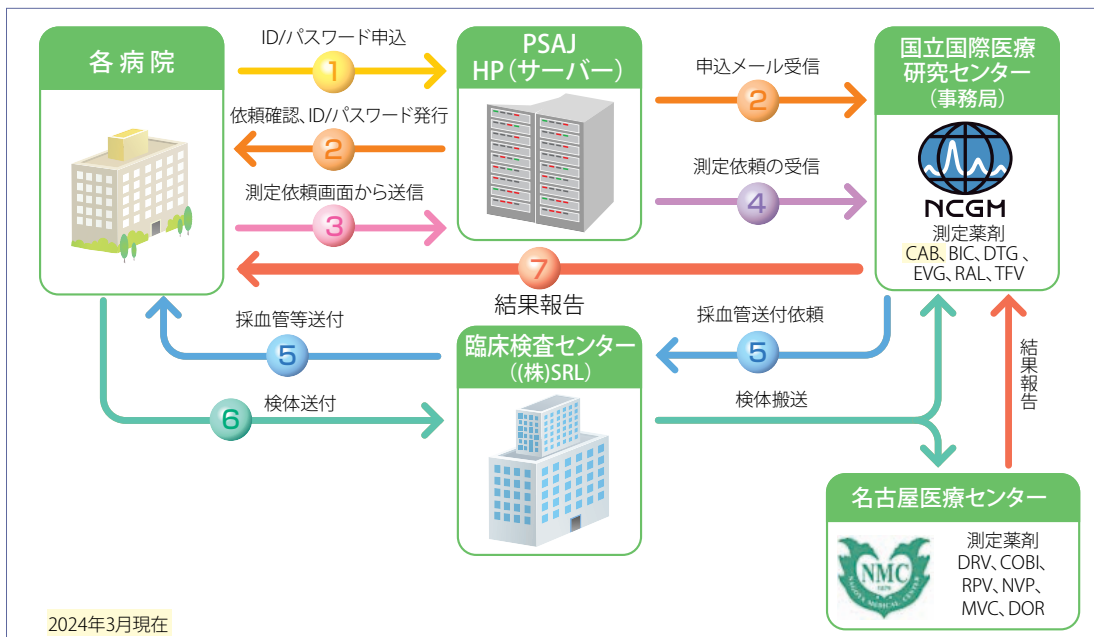 各病院
ID/パスワード申込
1
依頼確認、ID/パスワード発行
2
測定依頼画面から送信
3
PSAJ
HP(サーバー)
申込メール受信
2
測定依頼の受信
4
国立国際医療
研究センター
(事務局)
NCGM
測定薬剤
CAB、BIC、DTG、
EVG、RAL、TFV
7
結果報告
採血管等送付
5
採血管送付依頼
5
臨床検査センター
((株)SRL)
検体送付
6
検体搬送
結果報告
名古屋医療センター
NMC
NAGOYA MEDICAL CENTER
測定薬剤
DRV、COBI、
RPV、NVP、
MVC、DOR
2024年3月現在